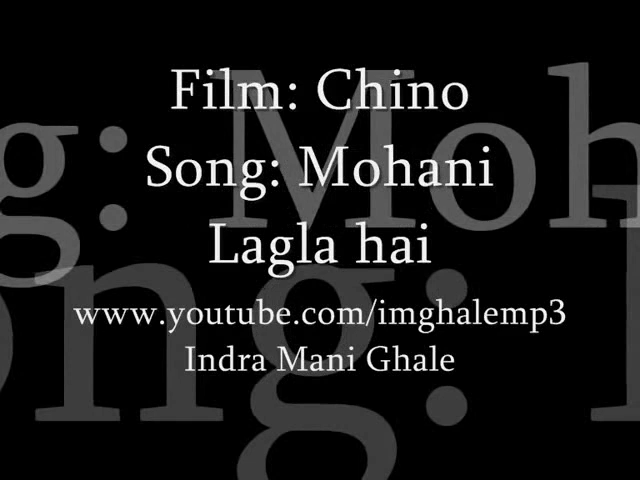 Film: Chino
Song: Mohani
Lagla hai
www.youtube.com/imghalemp3
Indra Mani Ghale